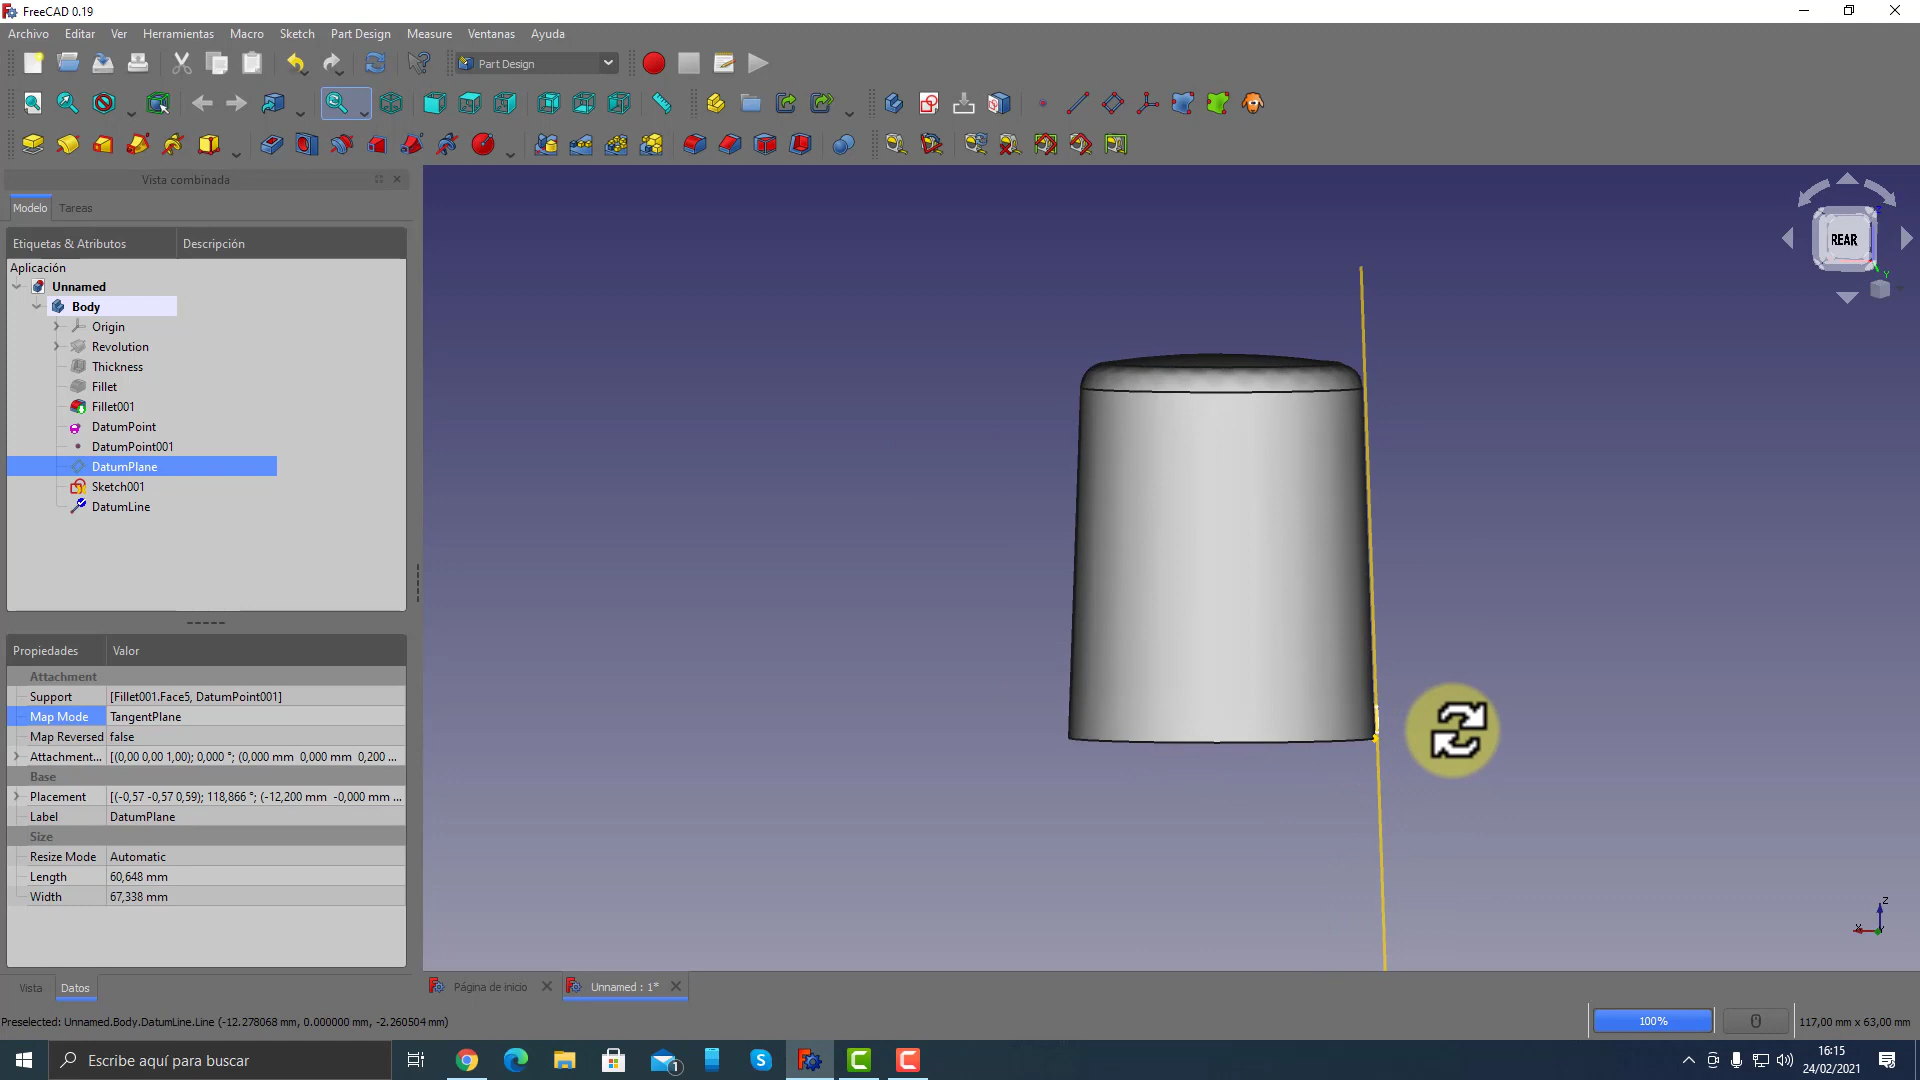 FreeCAD 0.19
Archivo Editar Ver Herramientas Macro Sketch Part Design Measure Ventanas Ayuda
Part Design
Vista combinada
Modelo Tareas
Etiquetas & Atributos Descripción
Aplicación
Unnamed
Body
Origin
Revolution
Thickness
Fillet
Fillet001
DatumPoint
DatumPoint001
DatumPlane
Sketch001
DatumLine
Propiedades Valor
Attachment
Support [Fillet001.Face5, DatumPoint001]
Map Mode TangentPlane
Map Reversed false
Attachment... [(0,00 0,00 1,00); 0,000 °; (0,000 mm 0,000 mm 0,200 ...
Base
Placement [(-0,57 -0,57 0,59); 118,866 °; (-12,200 mm -0,000 mm ...
Label DatumPlane
Size
Resize Mode Automatic
Length 60,648 mm
Width 67,338 mm
Vista Datos
REAR
Z
Y
Z
X
Página de inicio Unnamed : 1*
Preselected: Unnamed.Body.DatumLine.Line (-12.278068 mm, 0.000000 mm, -2.260504 mm)
100%
117,00 mm x 63,00 mm
Escribe aquí para buscar
1
16:15
24/02/2021